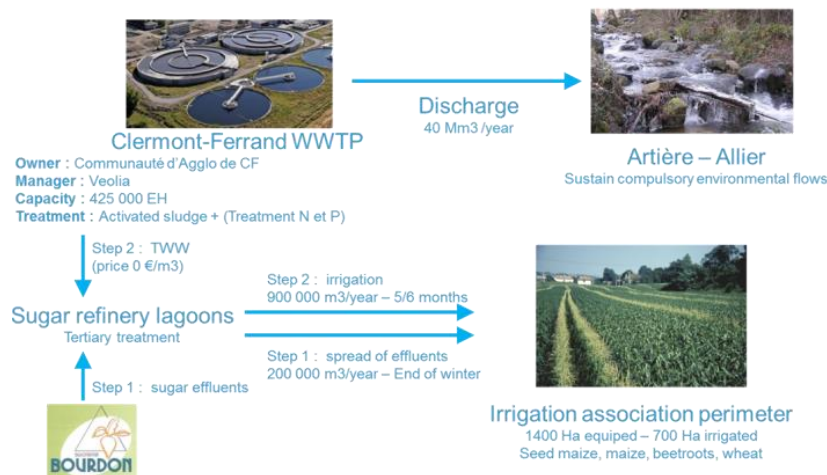 Discharge
40 Mm3 /year
Clermont-Ferrand WWTP
Owner : Communauté d'Agglo de CF
Manager : Veolia
Capacity : 425 000 EH
Treatment : Activated sludge + (Treatment N et P)
Artière – Allier
Sustain compulsory environmental flows
Step 2 : TWW
(price 0 €/m3)
Step 2 : irrigation
900 000 m3/year – 5/6 months
Sugar refinery lagoons
Tertiary treatment
Step 1 : spread of effluents
200 000 m3/year – End of winter
Step 1 : sugar effluents
BOURDON
Irrigation association perimeter
1400 Ha equiped – 700 Ha irrigated
Seed maize, maize, beetroots, wheat